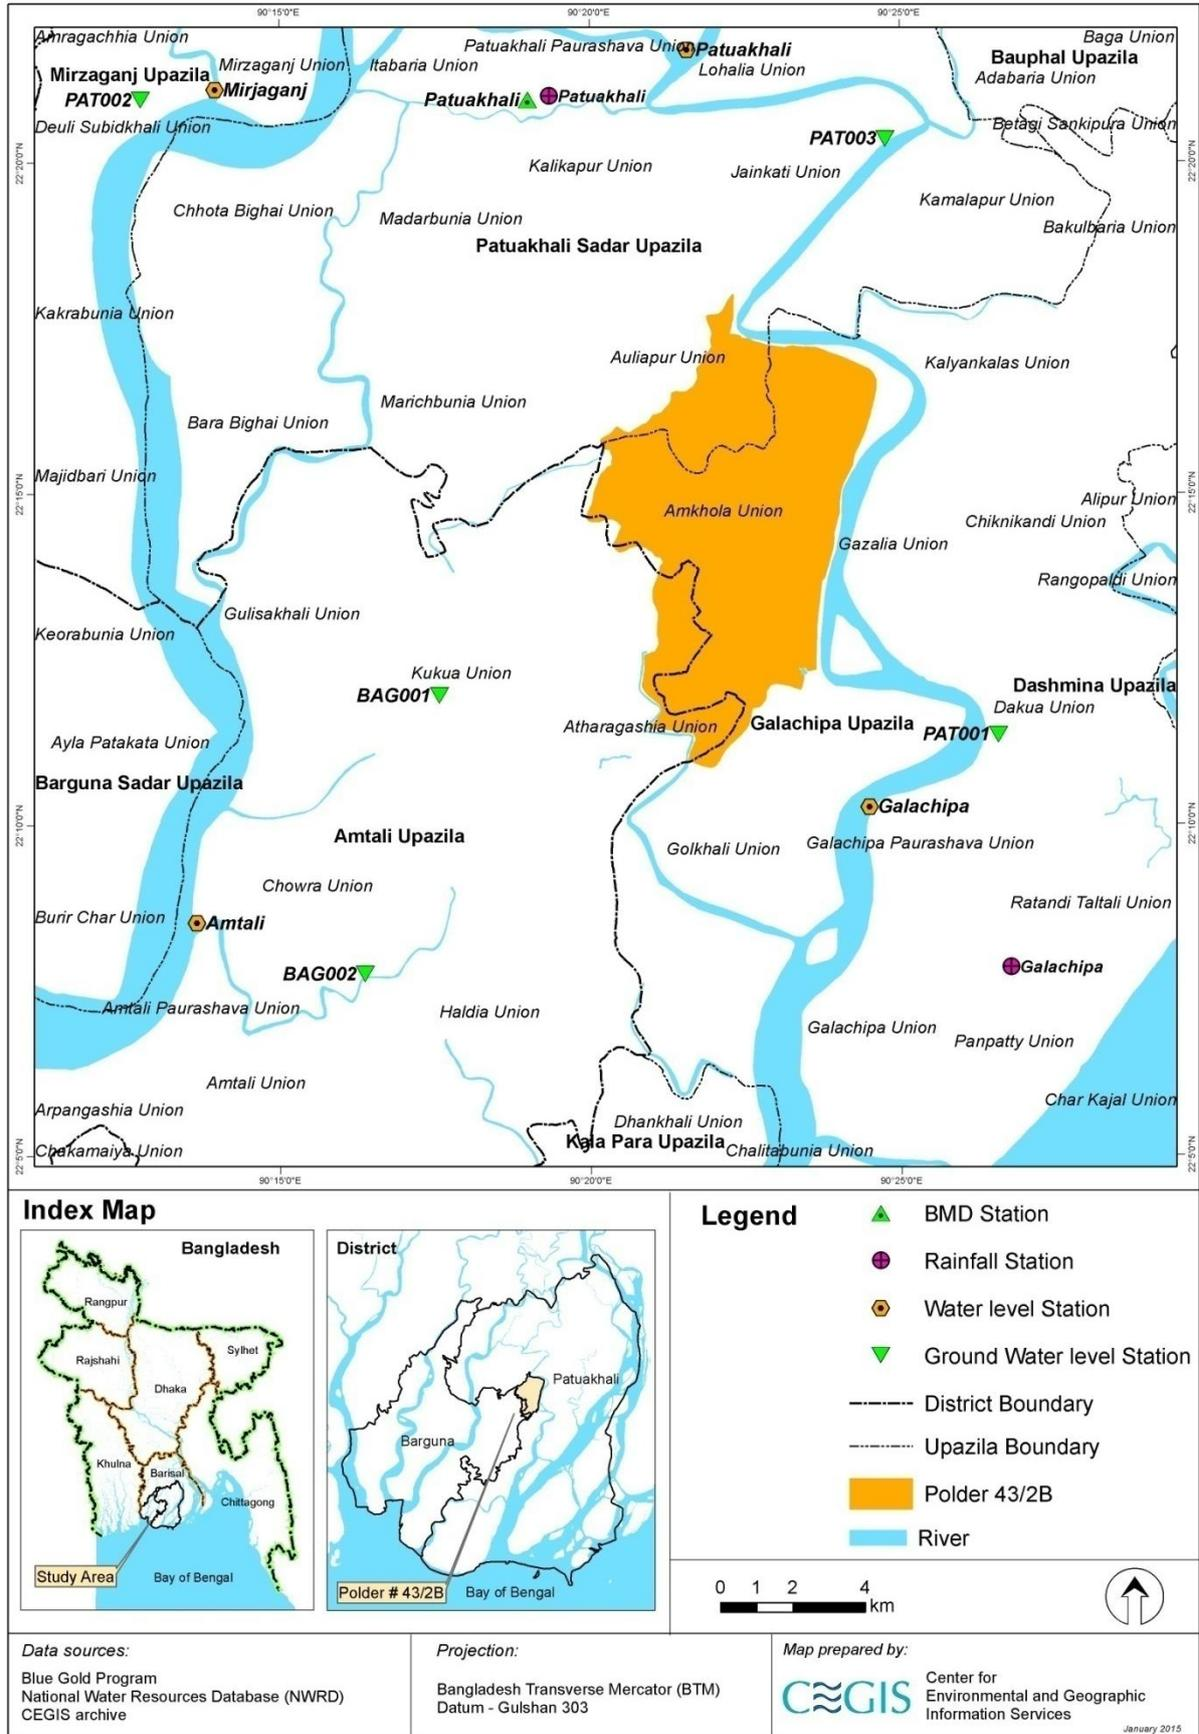 90°15'0"E
90°20'0"E
90°25'0"E
Amragachhia Union
Patuakhali Paurashava Union
Patuakhali
Baga Union
Mirzaganj Upazila
Mirzaganj Union
Itabaria Union
Lohalia Union
Bauphal Upazila
Adabaria Union
PAT002
Mirjaganj
Patuakhali
Patuakhali
Deuli Subidkhali Union
PAT003
Betagi Sankipura Union
22°20'0"N
22°20'0"N
Kalikapur Union
Jainkati Union
Chhota Bighai Union
Madarbunia Union
Kamalapur Union
Bakulbaria Union
Patuakhali Sadar Upazila
Kakrabunia Union
Auliapur Union
Kalyankalas Union
Marichbunia Union
Bara Bighai Union
Majidbari Union
22°15'0"N
22°15'0"N
Alipur Union
Amkhola Union
Chiknikandi Union
Gazalia Union
Rangopaldi Union
Gulisakhali Union
Keorabunia Union
Kukua Union
BAG001
Dashmina Upazila
Dakua Union
Atharagashia Union
Galachipa Upazila
PAT001
Ayla Patakata Union
Barguna Sadar Upazila
Galachipa
22°10'0"N
22°10'0"N
Amtali Upazila
Golkhali Union
Galachipa Paurashava Union
Chowra Union
Ratandi Taltali Union
Burir Char Union
Amtali
BAG002
Galachipa
Amtali Paurashava Union
Haldia Union
Galachipa Union
Panpatty Union
Amtali Union
Char Kajal Union
Arpangashia Union
Dhankhali Union
Kala Para Upazila
Chakamaiya Union
Chalitabunia Union
22°5'0"N
22°5'0"N
90°15'0"E
90°20'0"E
90°25'0"E
Index Map
Bangladesh
Rangpur
Rajshahi
Sylhet
Dhaka
Khulna
Barisal
Chittagong
Study Area
Bay of Bengal
District
Patuakhali
Barguna
Polder # 43/2B
Bay of Bengal
Legend
BMD Station
Rainfall Station
Water level Station
Ground Water level Station
District Boundary
Upazila Boundary
Polder 43/2B
River
0 1 2 4
km
Data sources:
Blue Gold Program
National Water Resources Database (NWRD)
CEGIS archive
Projection:
Bangladesh Transverse Mercator (BTM)
Datum - Gulshan 303
Map prepared by:
CEGIS
Center for
Environmental and Geographic
Information Services
January 2015